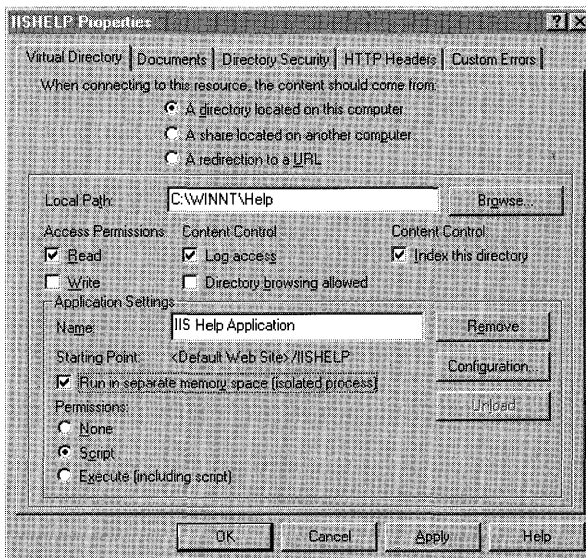 IISHELP Properties
Virtual Directory Documents Directory Security HTTP Headers Custom Errors
When connecting to this resource, the content should come from:
A directory located on this computer
A share located on another computer
A redirection to a URL
Local Path: C:\WINNT\Help Browse...
Access Permissions Content Control Content Control
Read Log access Index this directory
Write Directory browsing allowed
Application Settings
Name: IIS Help Application Remove
Starting Point: <Default Web Site>/IISHELP
Configuration...
Run in separate memory space (isolated process)
Permissions: Unload
None
Script
Execute (including script)
OK Cancel Apply Help